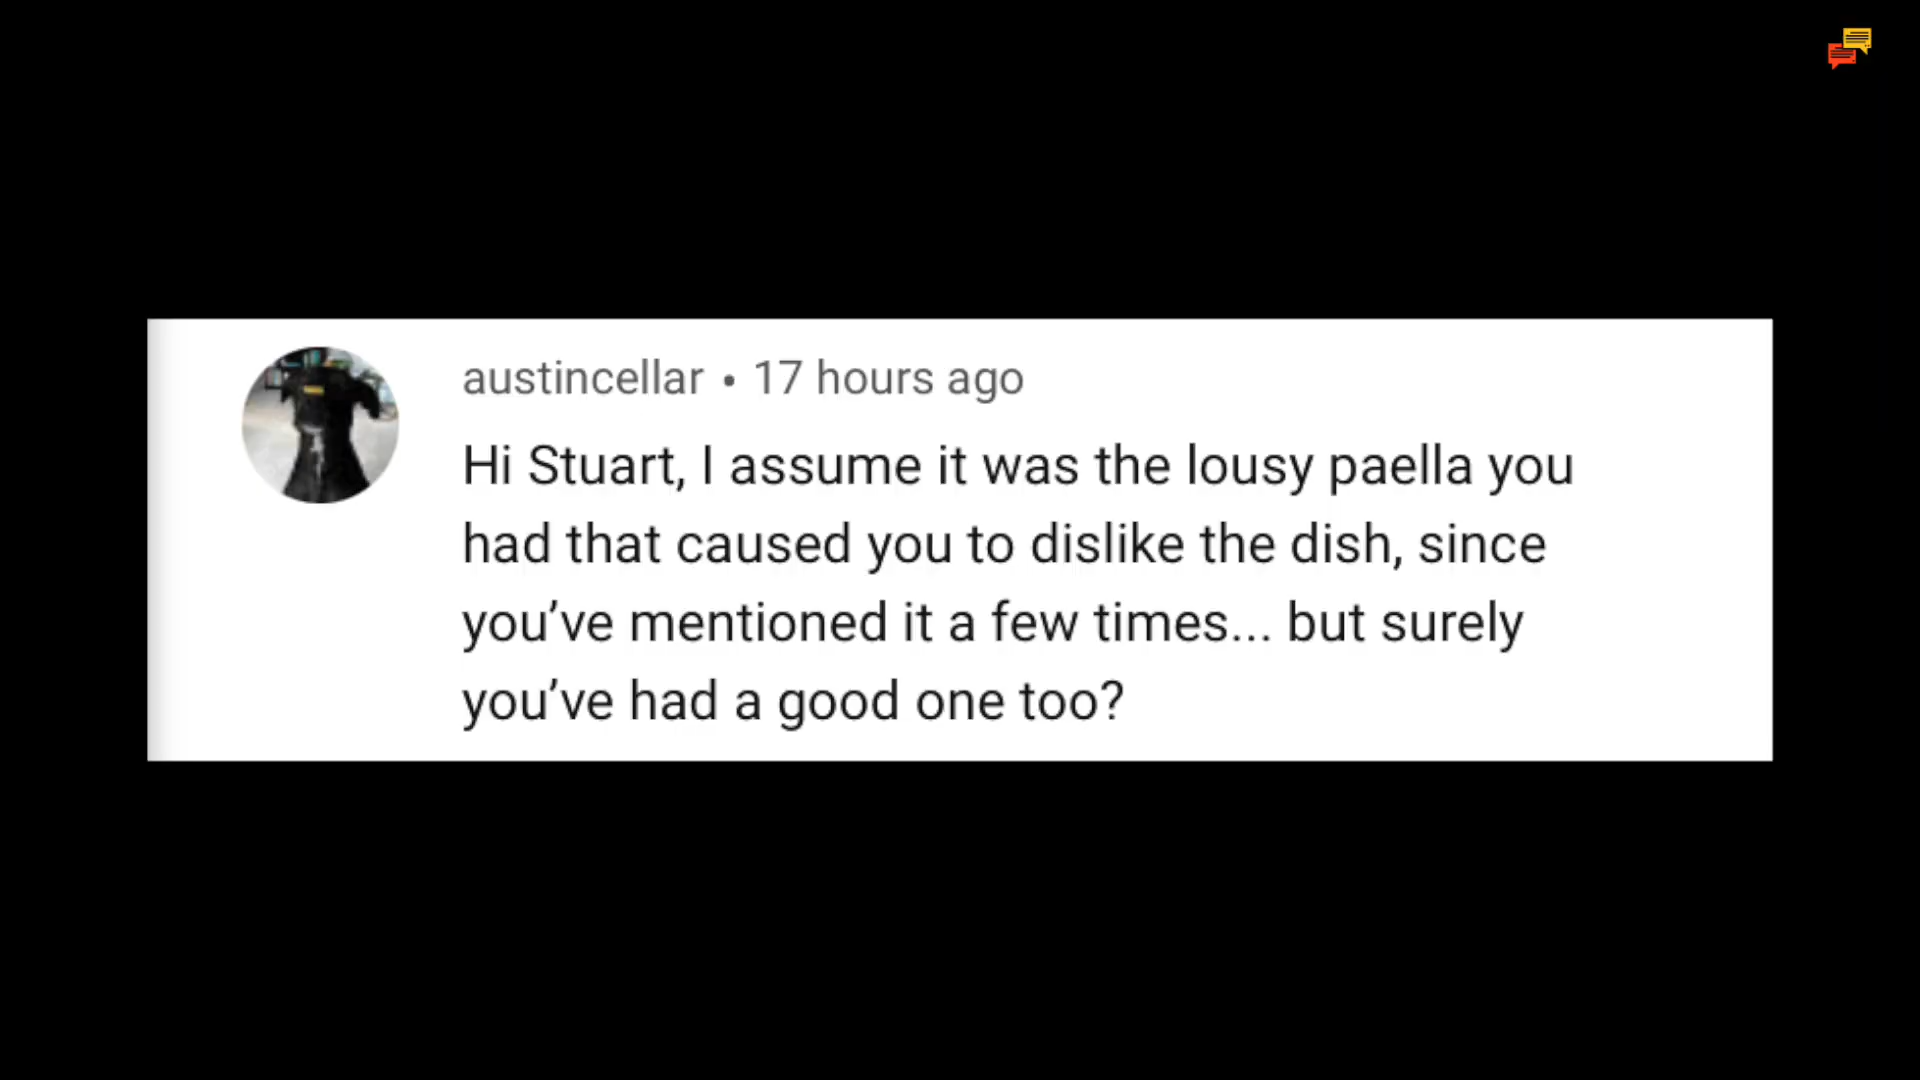 austincellar • 17 hours ago
Hi Stuart, I assume it was the lousy paella you
had that caused you to dislike the dish, since
you’ve mentioned it a few times... but surely
you’ve had a good one too?